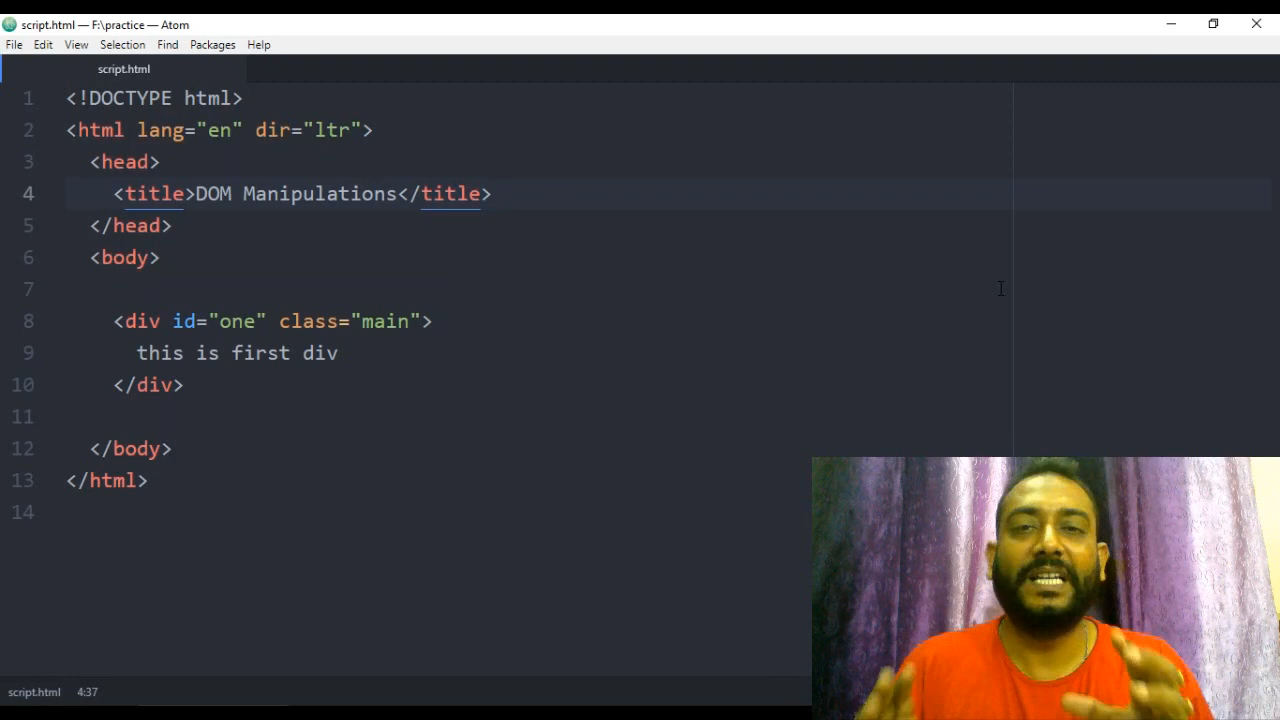 script.html — F:\practice — Atom
File Edit View Selection Find Packages Help
script.html
1 <!DOCTYPE html>
2 <html lang="en" dir="ltr">
3 <head>
4 <title>DOM Manipulations</title>
5 </head>
6 <body>
7
8 <div id="one" class="main">
9 this is first div
10 </div>
11
12 </body>
13 </html>
14
script.html 4:37